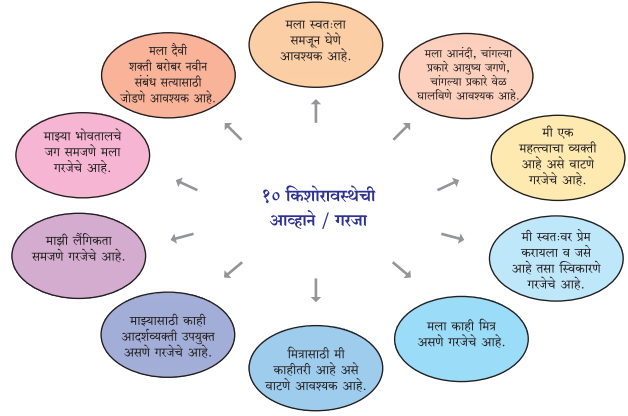 मला स्वतःला
समजून घेणे
आवश्यक आहे.
मला आनंदी, चांगल्या
प्रकारे आयुष्य जगणे,
चांगल्या प्रकारे वेळ
घालविणे आवश्यक आहे.
मी एक
महत्त्वाचा व्यक्ती
आहे असे वाटणे
गरजेचे आहे.
मी स्वतःवर प्रेम
करायला व जसे
आहे तसा स्विकारणे
गरजेचे आहे.
मला काही मित्र
असणे गरजेचे आहे.
मित्रासाठी मी
काहीतरी आहे असे
वाटणे आवश्यक आहे.
माझ्यासाठी काही
आदर्शव्यक्ती उपयुक्त
असणे गरजेचे आहे.
माझी लैंगिकता
समजणे गरजेचे आहे.
माझ्या भोवतालचे
जग समजणे मला
गरजेचे आहे.
मला दैवी
शक्ती बरोबर नवीन
संबंध सत्यासाठी
जोडणे आवश्यक आहे.
१० किशोरावस्थेची
आव्हाने / गरजा